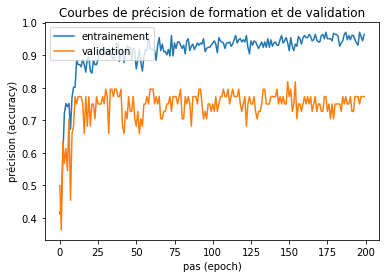 Courbes de précision de formation et de validation
entrainement
validation
précision (accuracy)
1.0
0.9
0.8
0.7
0.6
0.5
0.4
0 25 50 75 100 125 150 175 200
pas (epoch)